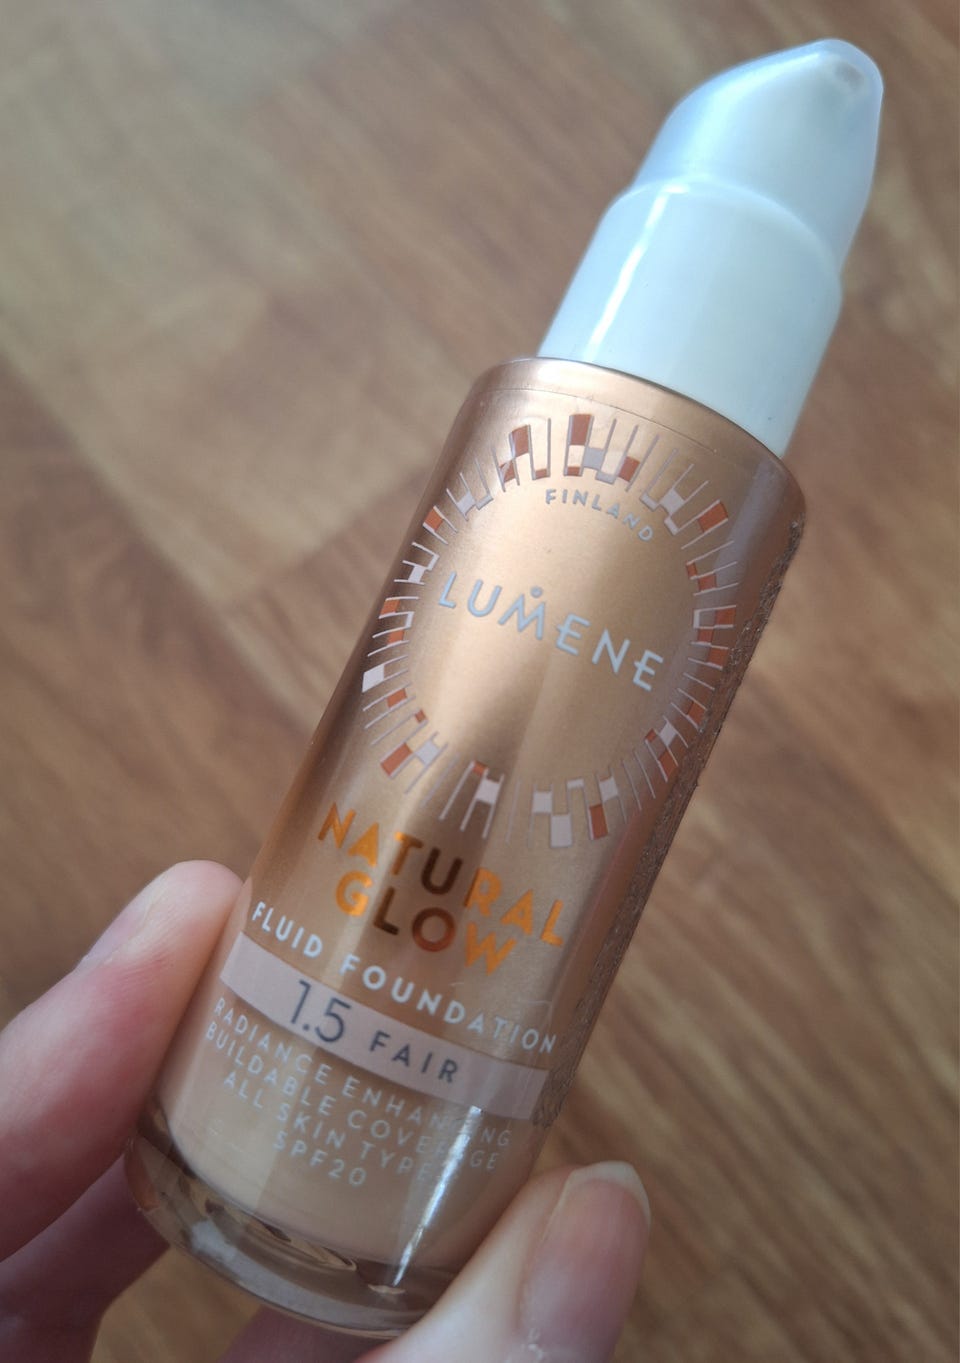 FINLAND
LUMENE
NATURAL
GLOW
FLUID FOUNDATION
1.5 FAIR
RADIANCE ENHANCING
BUILDABLE COVERAGE
ALL SKIN TYPES
SPF20